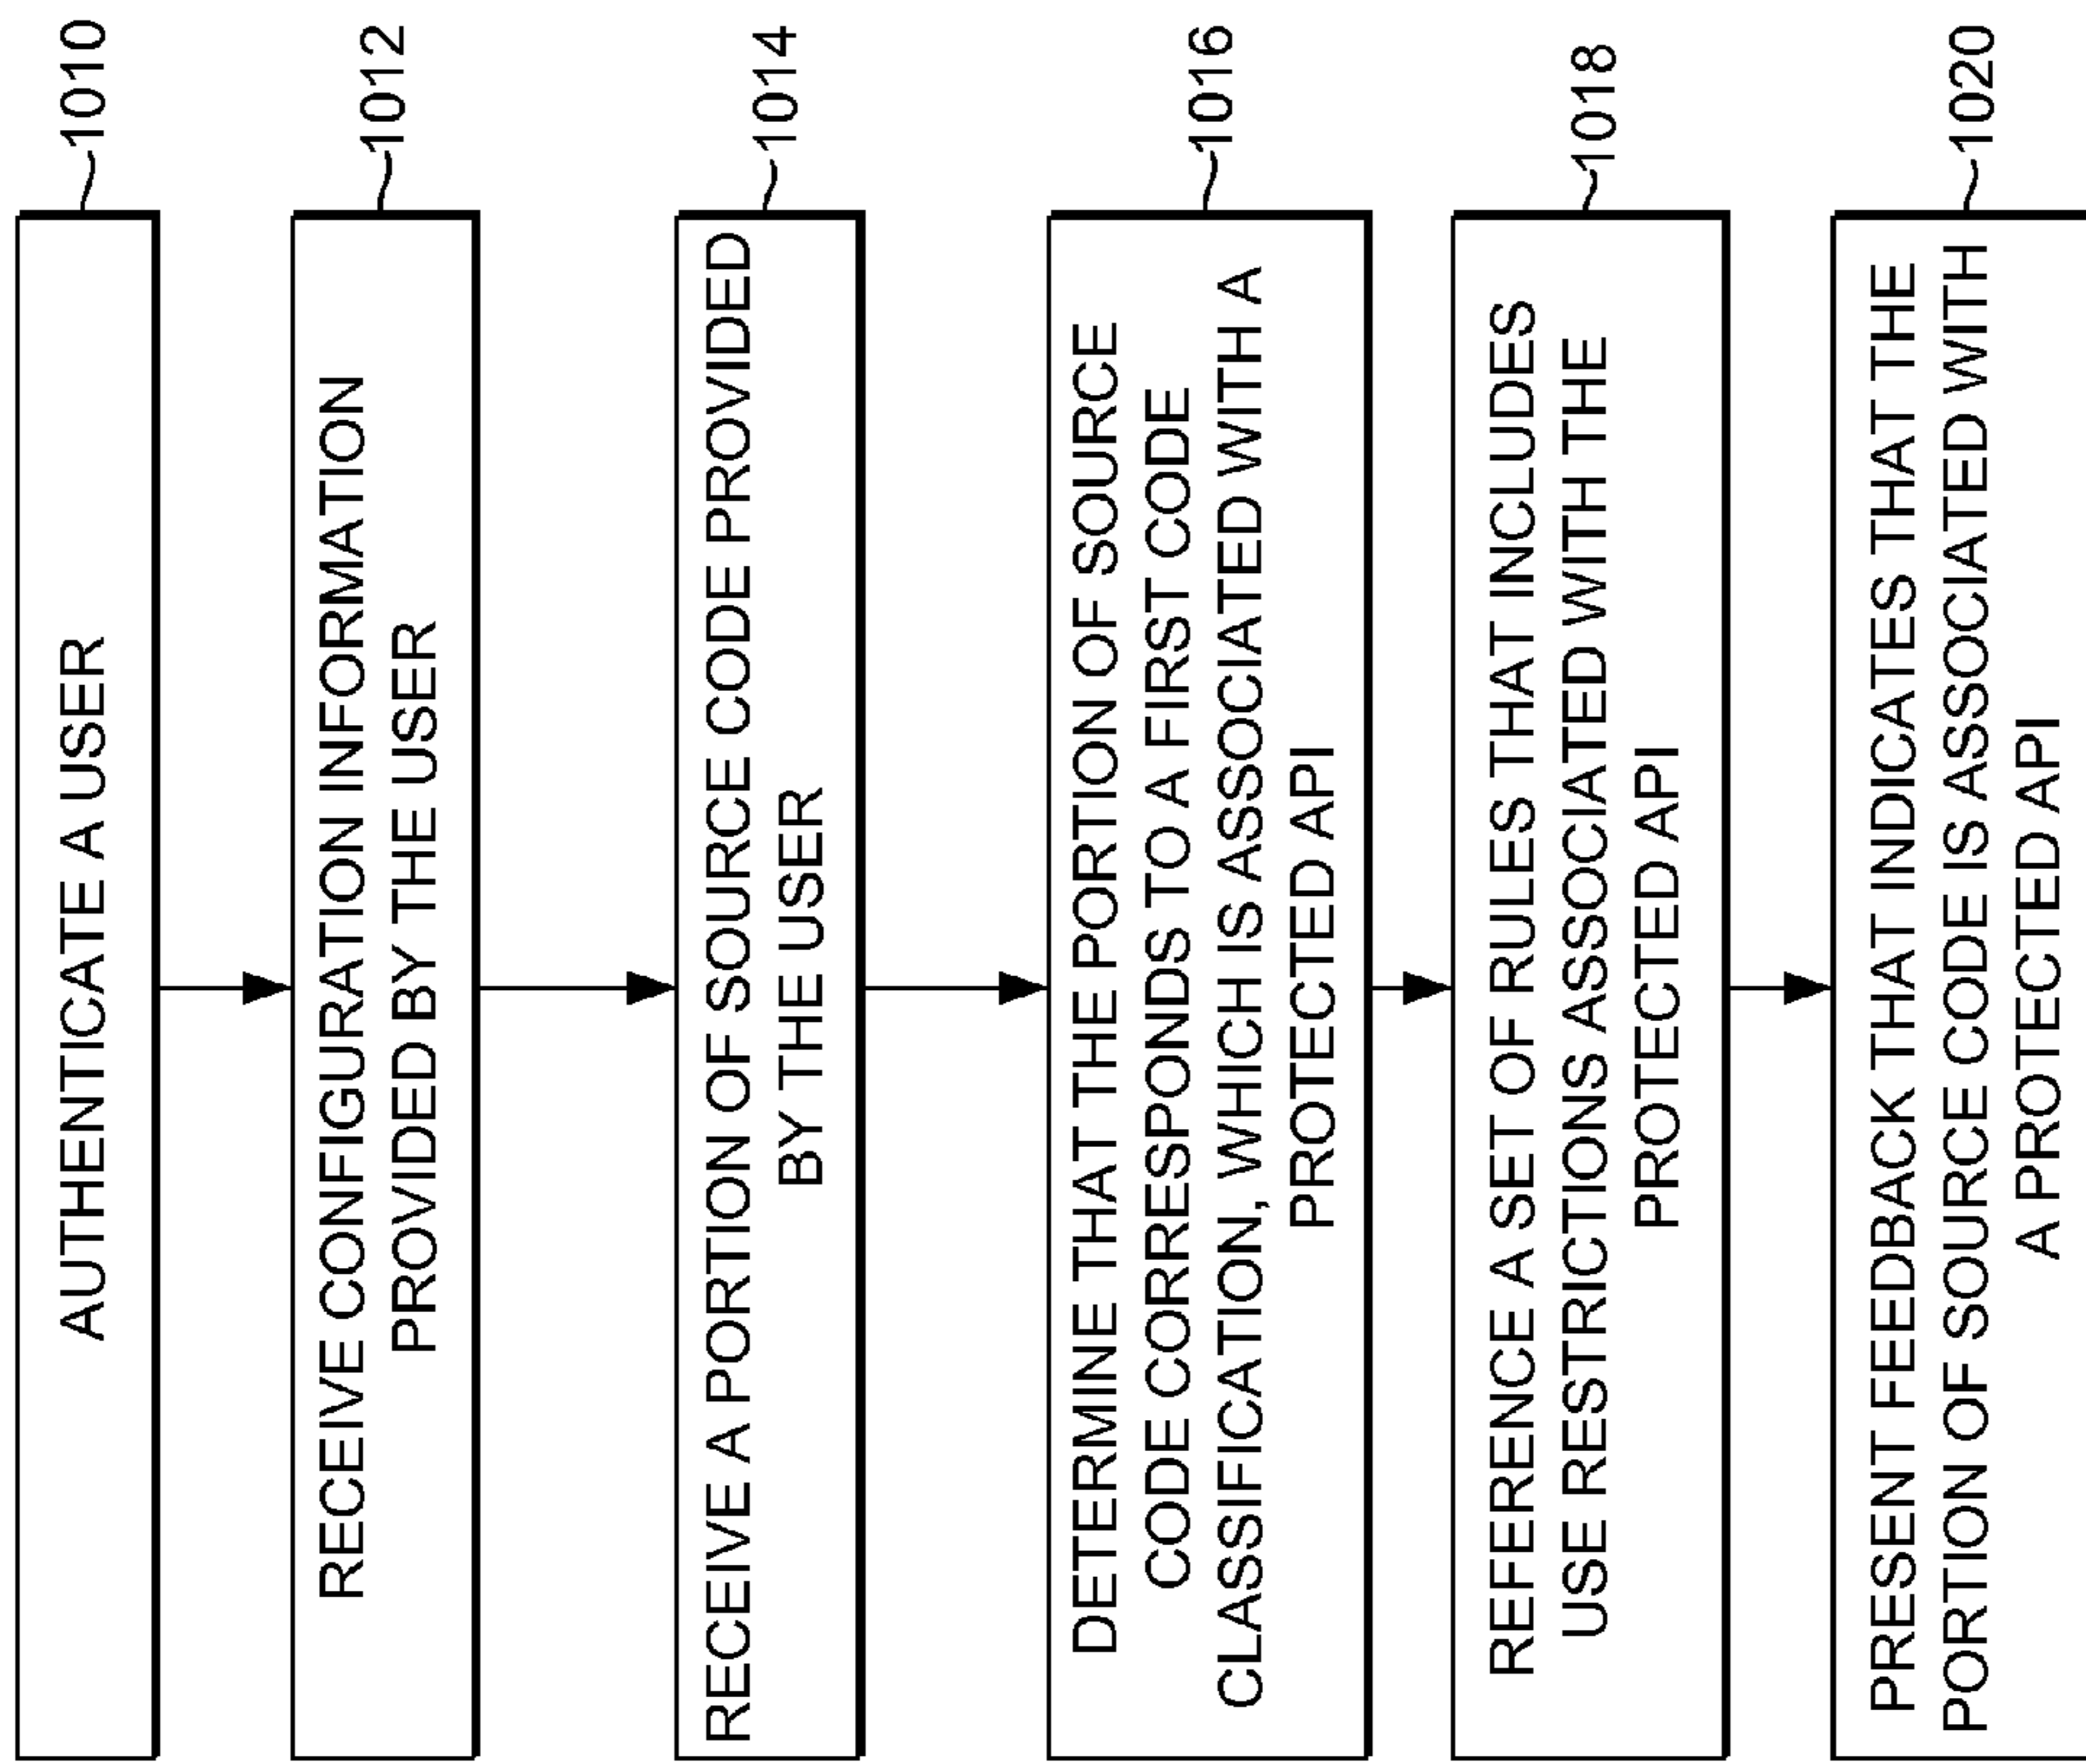 AUTHENTICATE A USER
1010
RECEIVE CONFIGURATION INFORMATION
PROVIDED BY THE USER
1012
RECEIVE A PORTION OF SOURCE CODE PROVIDED
BY THE USER
1014
DETERMINE THAT THE PORTION OF SOURCE
CODE CORRESPONDS TO A FIRST CODE
CLASSIFICATION, WHICH IS ASSOCIATED WITH A
PROTECTED API
1016
REFERENCE A SET OF RULES THAT INCLUDES
USE RESTRICTIONS ASSOCIATED WITH THE
PROTECTED API
1018
PRESENT FEEDBACK THAT INDICATES THAT THE
PORTION OF SOURCE CODE IS ASSOCIATED WITH
A PROTECTED API
1020